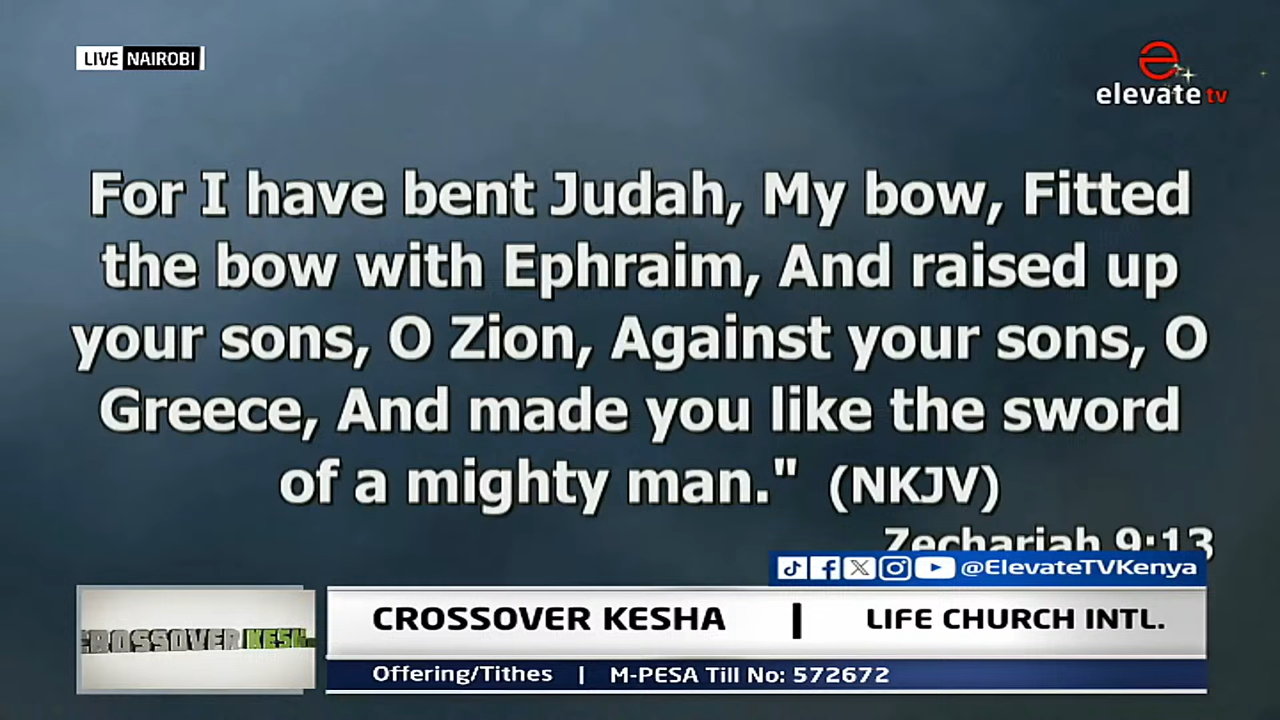 LIVE NAIROBI
elevate tv
For I have bent Judah, My bow, Fitted
the bow with Ephraim, And raised up
your sons, O Zion, Against your sons, O
Greece, And made you like the sword
of a mighty man." (NKJV)
Zechariah 9:13
@ElevateTVKenya
CROSSOVER KESHA | LIFE CHURCH INTL.
CROSSOVER KESH
Offering/Tithes | M-PESA Till No: 572672